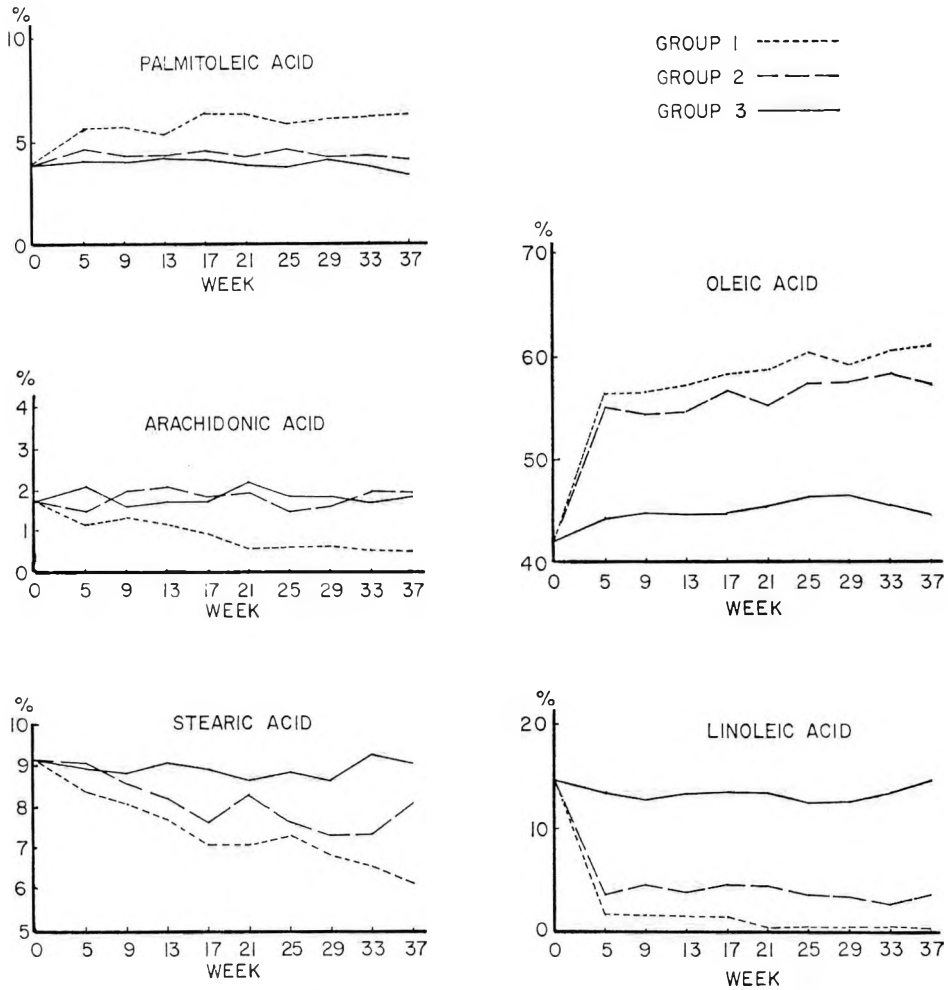 %
10
5
0
PALMITOLEIC ACID
0 5 9 13 17 21 25 29 33 37
WEEK
GROUP 1
GROUP 2
GROUP 3
%
4
3
2
1
0
ARACHIDONIC ACID
0 5 9 13 17 21 25 29 33 37
WEEK
%
70
60
50
40
OLEIC ACID
0 5 9 13 17 21 25 29 33 37
WEEK
%
10
9
8
7
6
5
STEARIC ACID
0 5 9 13 17 21 25 29 33 37
WEEK
%
20
10
0
LINOLEIC ACID
0 5 9 13 17 21 25 29 33 37
WEEK